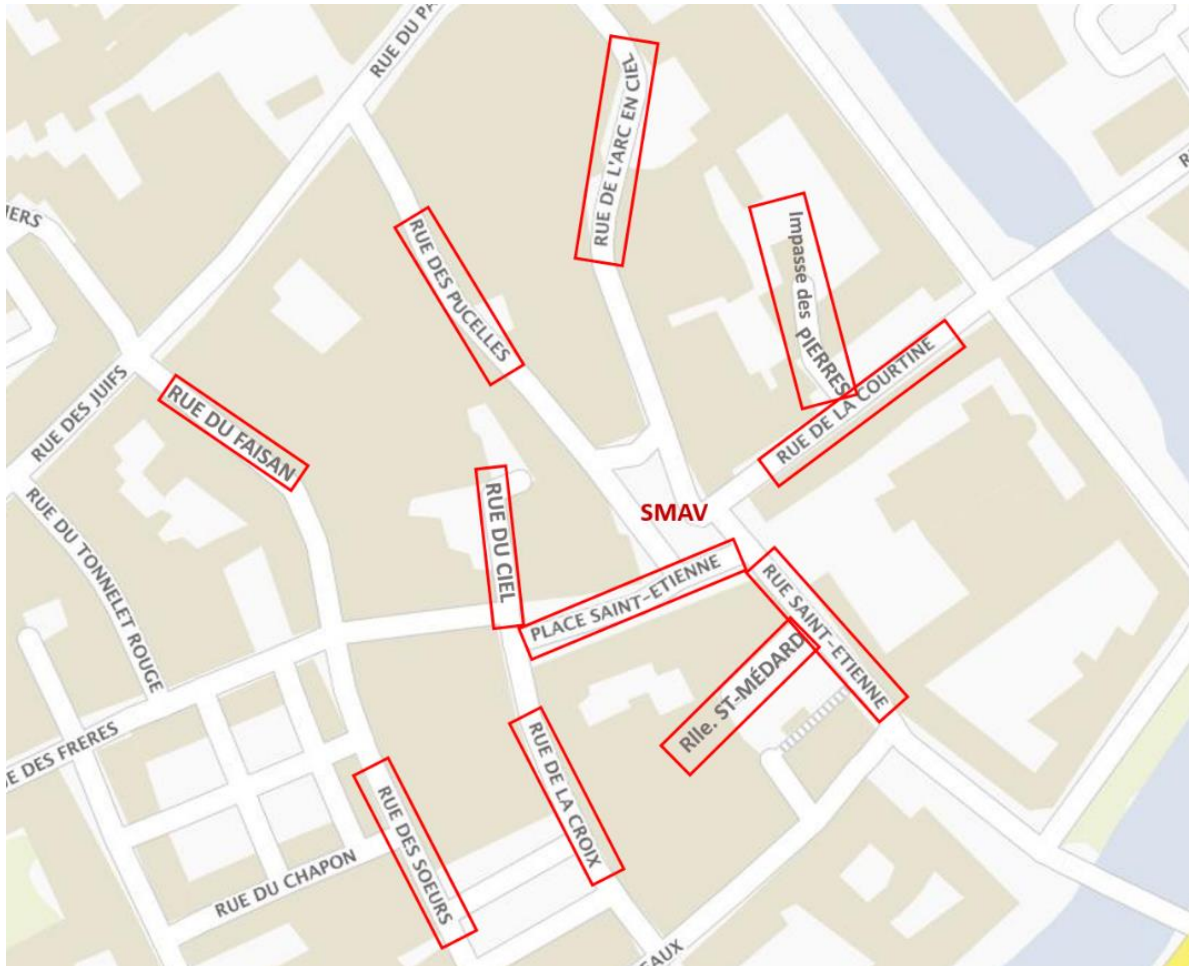 RUE DU PA
RUE DE L'ARC EN CIEL
IERS
RUE DES PUCELLES
Impasse des
PIERRES
RUE DES JUIFS
RUE DU FAISAN
RUE DE LA COURTINE
RUE DU TONNELET ROUGE
RUE DU CIEL
SMAV
PLACE SAINT-ETIENNE
RUE SAINT-ETIENNE
Rlle. ST-MÉDARD
E DES FRERES
RUE DES SOEURS
RUE DE LA CROIX
RUE DU CHAPON
EAUX